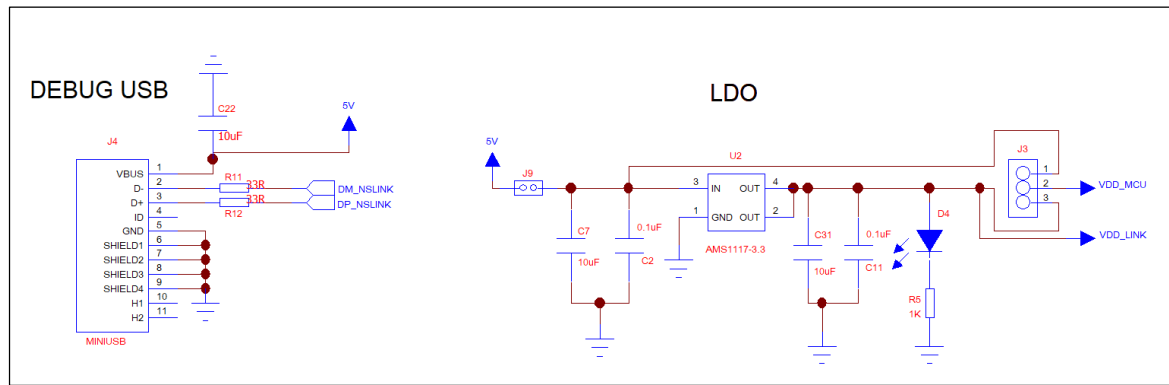 DEBUG USB
C22
10uF
5V
J4
VBUS 1
D- 2
D+ 3
ID 4
GND 5
SHIELD1 6
SHIELD2 7
SHIELD3 8
SHIELD4 9
H1 10
H2 11
MINIUSB
R11
33R
33R
R12
DM_NSLINK
DP_NSLINK
LDO
5V
J9
C7
10uF
0.1uF
C2
U2
3 IN OUT 4
1 GND OUT 2
AMS1117-3.3
C31
10uF
0.1uF
C11
D4
R5
1K
J3
1
2
3
VDD_MCU
VDD_LINK